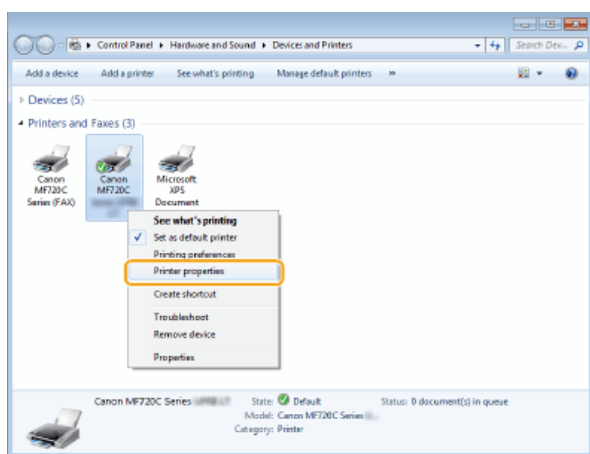 Control Panel ▸ Hardware and Sound ▸ Devices and Printers
Search Dev...
Add a device Add a printer See what's printing Manage default printers »
Devices (5)
Printers and Faxes (3)
Canon
MF720C
Series (FAX)
Canon
MF720C
Microsoft
XPS
Document
See what's printing
Set as default printer
Printing preferences
Printer properties
Create shortcut
Troubleshoot
Remove device
Properties
Canon MF720C Series State: Default Status: 0 document(s) in queue
Model: Canon MF720C Series
Category: Printer